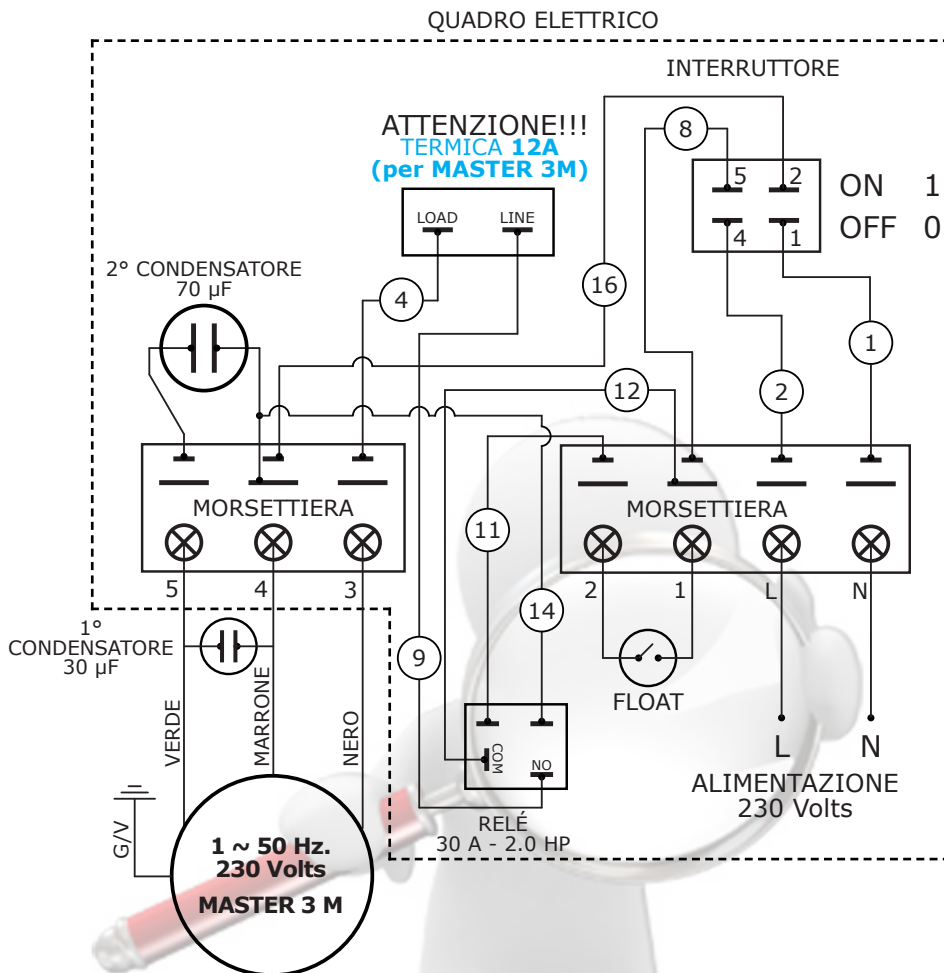 QUADRO ELETTRICO
INTERRUTTORE
ATTENZIONE!!!
TERMICA 12A
(per MASTER 3M)
8
5 2
4 1
ON 1
OFF 0
LOAD LINE
2° CONDENSATORE
70 µF
4
16
1
12
2
MORSETTIERA
MORSETTIERA
11
5 4 3
2 1 L N
14
1°
CONDENSATORE
30 µF
9
FLOAT
VERDE
MARRONE
NERO
COM
NO
L N
ALIMENTAZIONE
230 Volts
RELÉ
30 A - 2.0 HP
G/V
1 ~ 50 Hz.
230 Volts
MASTER 3 M